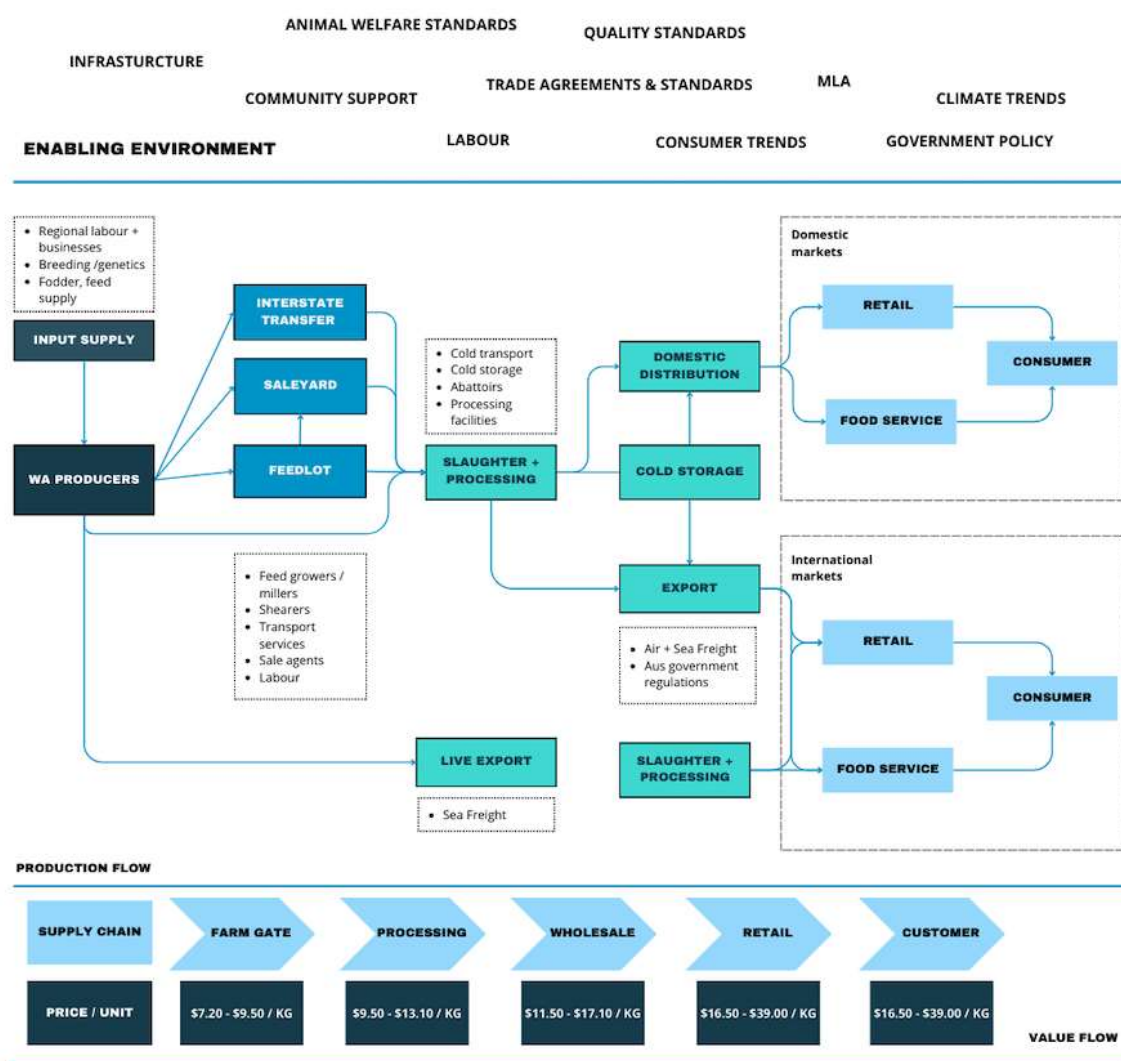 ANIMAL WELFARE STANDARDS
QUALITY STANDARDS
INFRASTURCTURE
TRADE AGREEMENTS & STANDARDS
MLA
COMMUNITY SUPPORT
CLIMATE TRENDS
LABOUR
CONSUMER TRENDS
GOVERNMENT POLICY
ENABLING ENVIRONMENT
• Regional labour +
businesses
• Breeding /genetics
• Fodder, feed
supply
INPUT SUPPLY
WA PRODUCERS
INTERSTATE
TRANSFER
SALEYARD
FEEDLOT
• Feed growers /
millers
• Shearers
• Transport
services
• Sale agents
• Labour
• Cold transport
• Cold storage
• Abattoirs
• Processing
facilities
SLAUGHTER +
PROCESSING
LIVE EXPORT
• Sea Freight
DOMESTIC
DISTRIBUTION
COLD STORAGE
EXPORT
• Air + Sea Freight
• Aus government
regulations
SLAUGHTER +
PROCESSING
Domestic
markets
RETAIL
CONSUMER
FOOD SERVICE
International
markets
RETAIL
CONSUMER
FOOD SERVICE
PRODUCTION FLOW
SUPPLY CHAIN
FARM GATE
PROCESSING
WHOLESALE
RETAIL
CUSTOMER
PRICE / UNIT
$7.20 - $9.50 / KG
$9.50 - $13.10 / KG
$11.50 - $17.10 / KG
$16.50 - $39.00 / KG
$16.50 - $39.00 / KG
VALUE FLOW